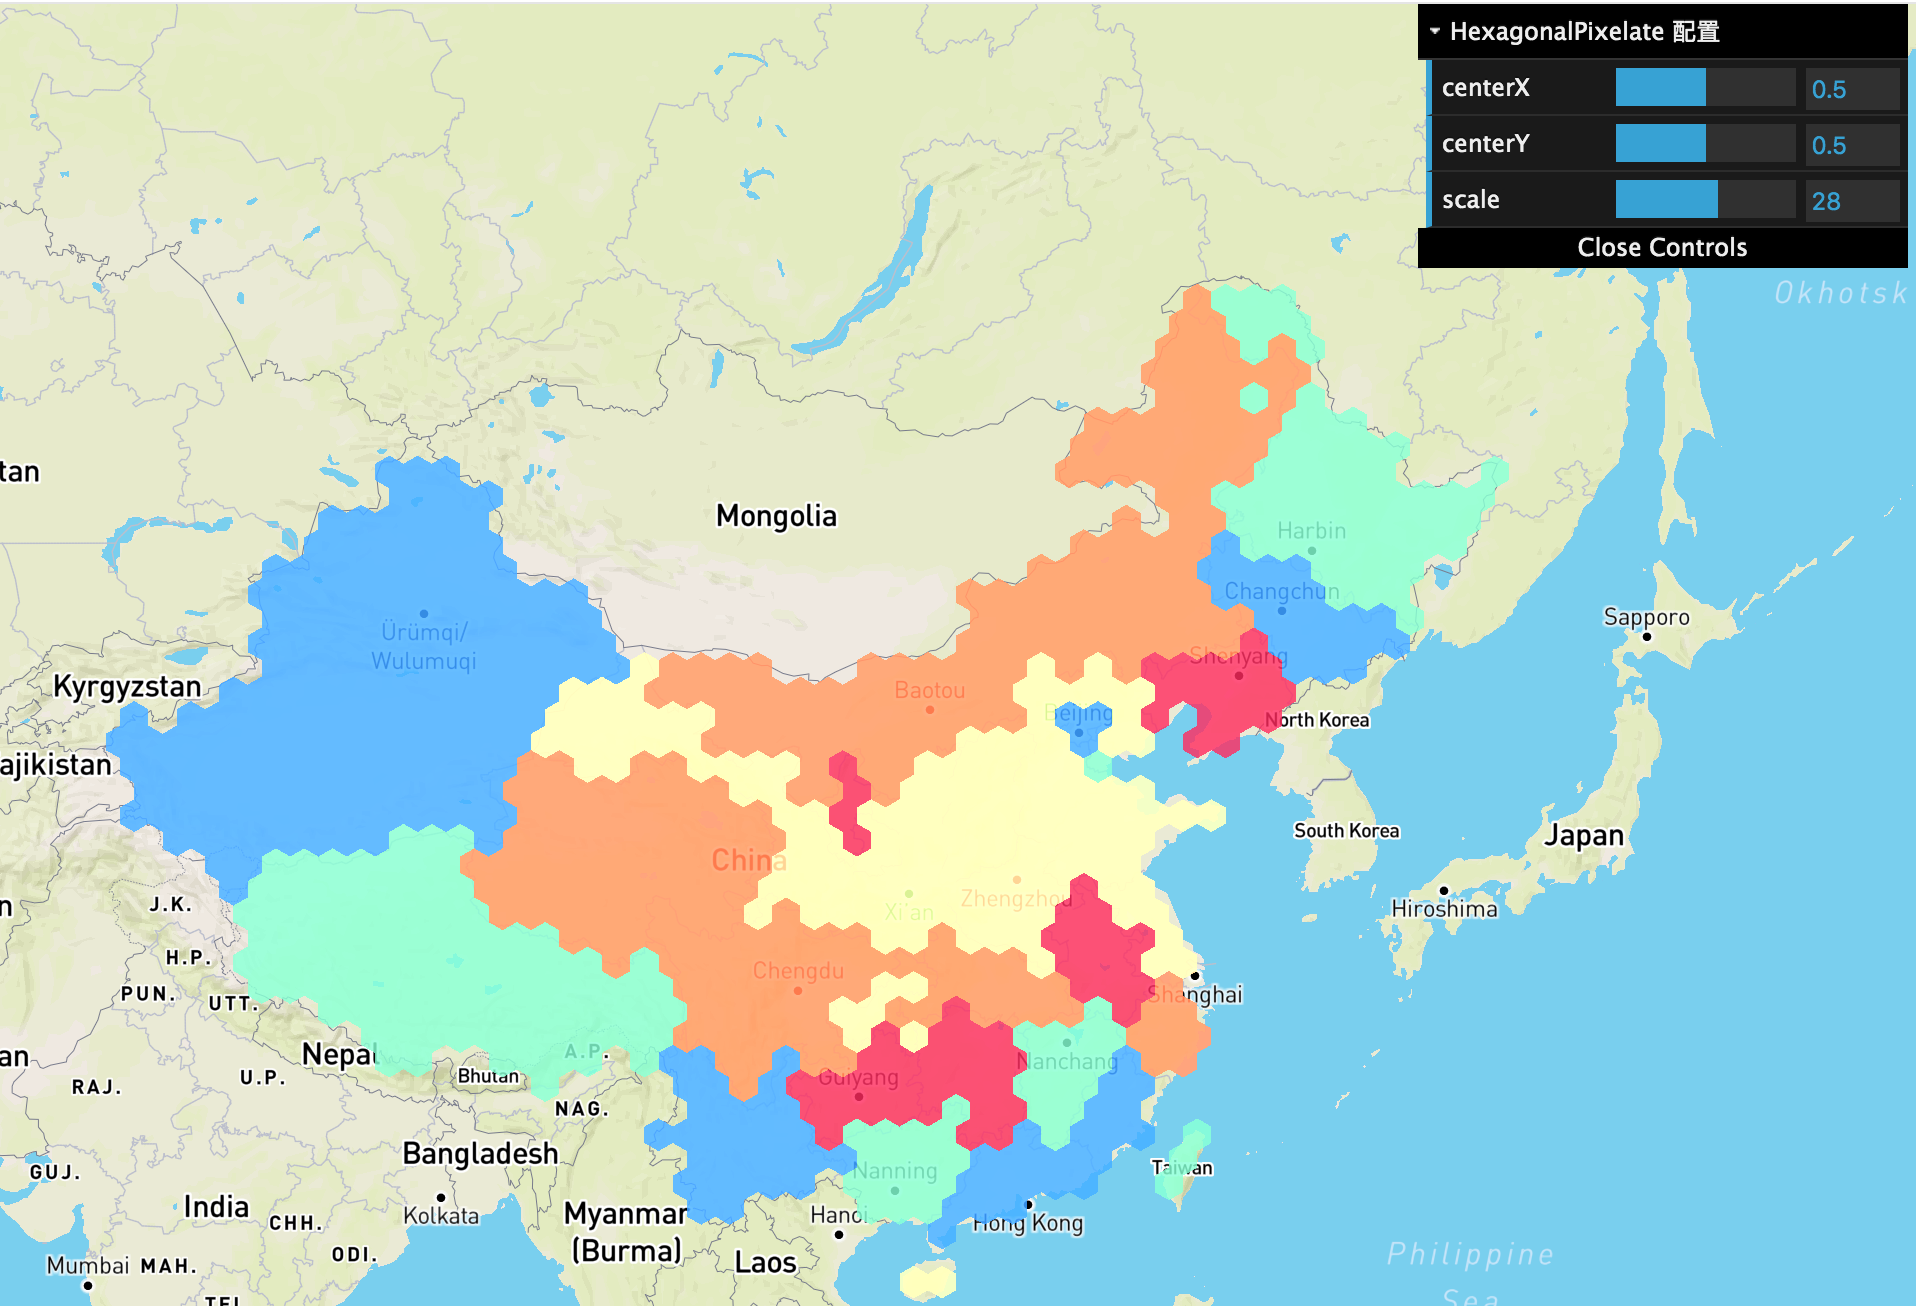 HexagonalPixelate 配置
centerX 0.5
centerY 0.5
scale 28
Close Controls
Okhotsk
tan
Mongolia
Harbin
Changchun
Ürümqi/
Wulumuqi
Sapporo
Shenyang
Kyrgyzstan
Baotou
Beijing
North Korea
ajikistan
South Korea
Japan
China
Zhengzhou
Xi'an
J.K.
n
Hiroshima
H.P.
Chengdu
PUN.
UTT.
Shanghai
an
Nepal
A.P.
Nanchang
RAJ.
U.P.
Bhutan
Guiyang
NAG.
Bangladesh
GUJ.
Nanning
Taiwan
India
CHH.
Kolkata
Myanmar
(Burma)
Hanoi
Hong Kong
ODI.
Laos
Philippine
Sea
Mumbai
MAH.
TEL